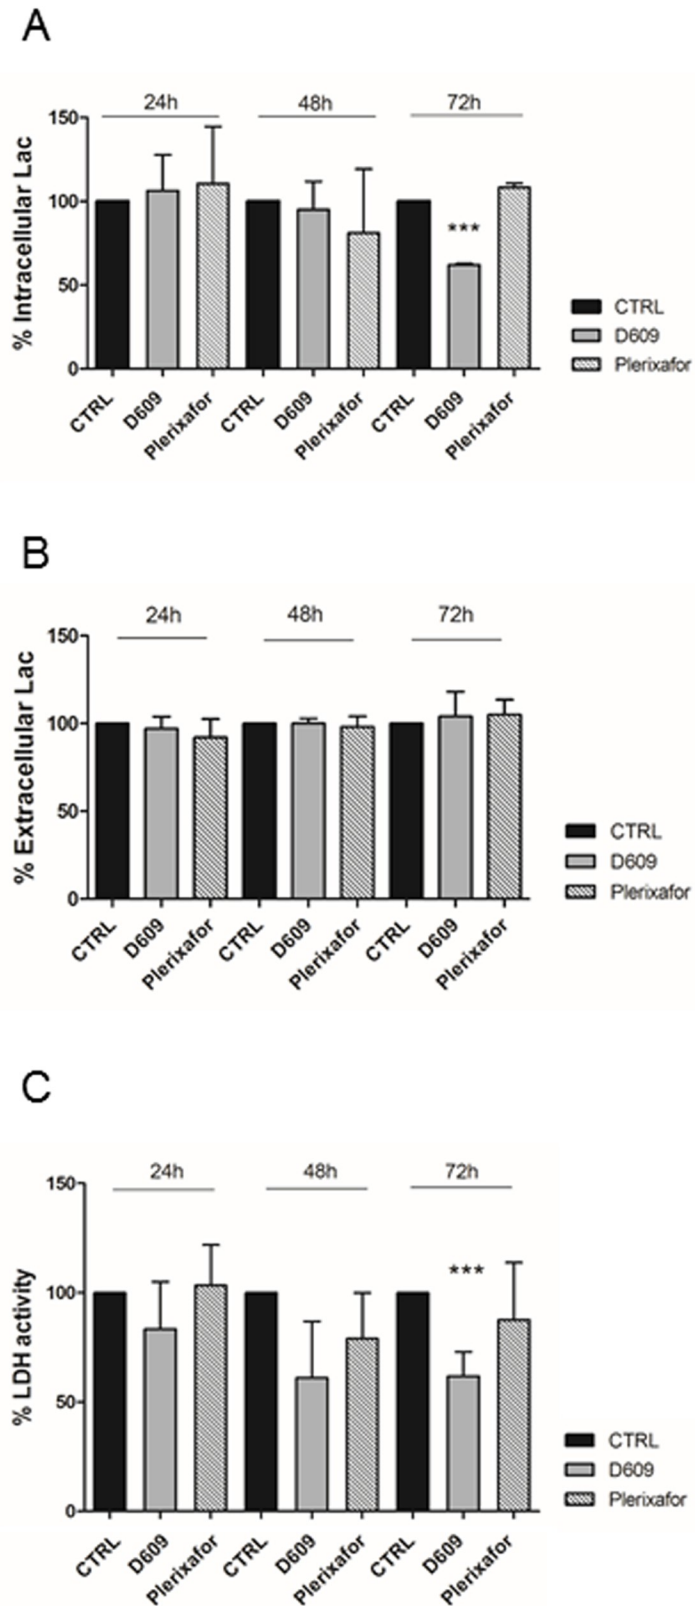 A
24h 48h 72h
% Intracellular Lac
150
100
50
0
***
CTRL D609 Plerixafor CTRL D609 Plerixafor CTRL D609 Plerixafor
CTRL
D609
Plerixafor
B
24h 48h 72h
% Extracellular Lac
150
100
50
0
CTRL D609 Plerixafor CTRL D609 Plerixafor CTRL D609 Plerixafor
CTRL
D609
Plerixafor
C
24h 48h 72h
% LDH activity
150
100
50
0
***
CTRL D609 Plerixafor CTRL D609 Plerixafor CTRL D609 Plerixafor
CTRL
D609
Plerixafor